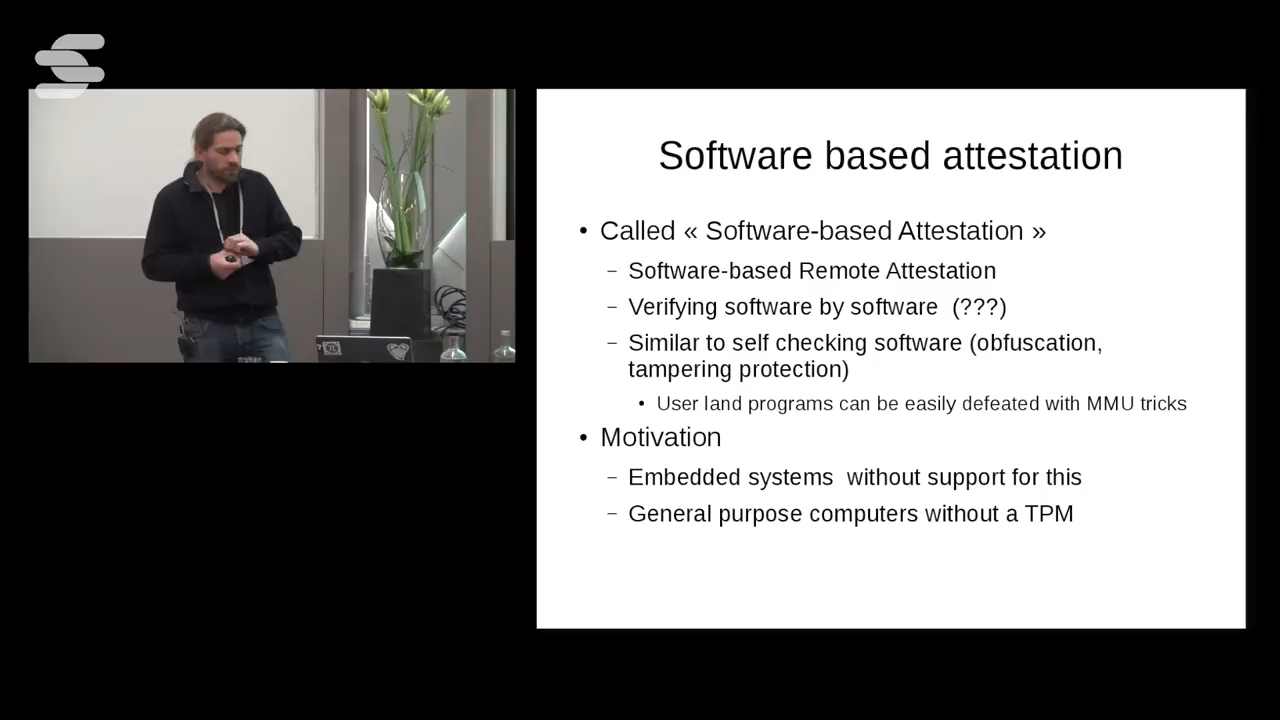 Software based attestation
• Called « Software-based Attestation »
– Software-based Remote Attestation
– Verifying software by software (???)
– Similar to self checking software (obfuscation,
tampering protection)
• User land programs can be easily defeated with MMU tricks
• Motivation
– Embedded systems without support for this
– General purpose computers without a TPM